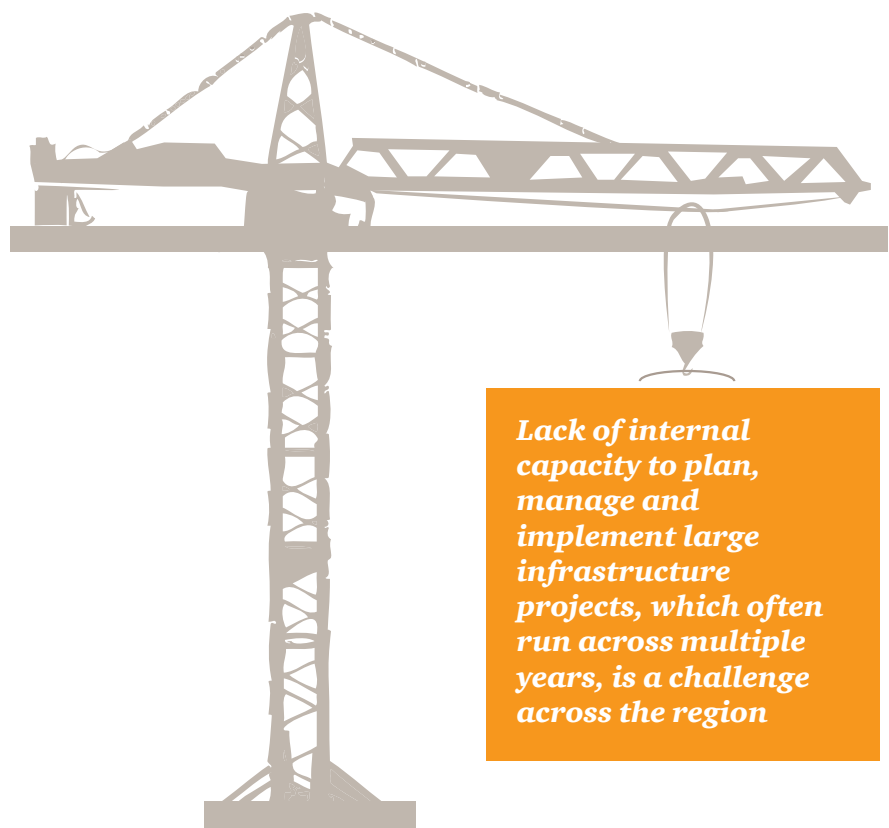 Lack of internal
capacity to plan,
manage and
implement large
infrastructure
projects, which often
run across multiple
years, is a challenge
across the region